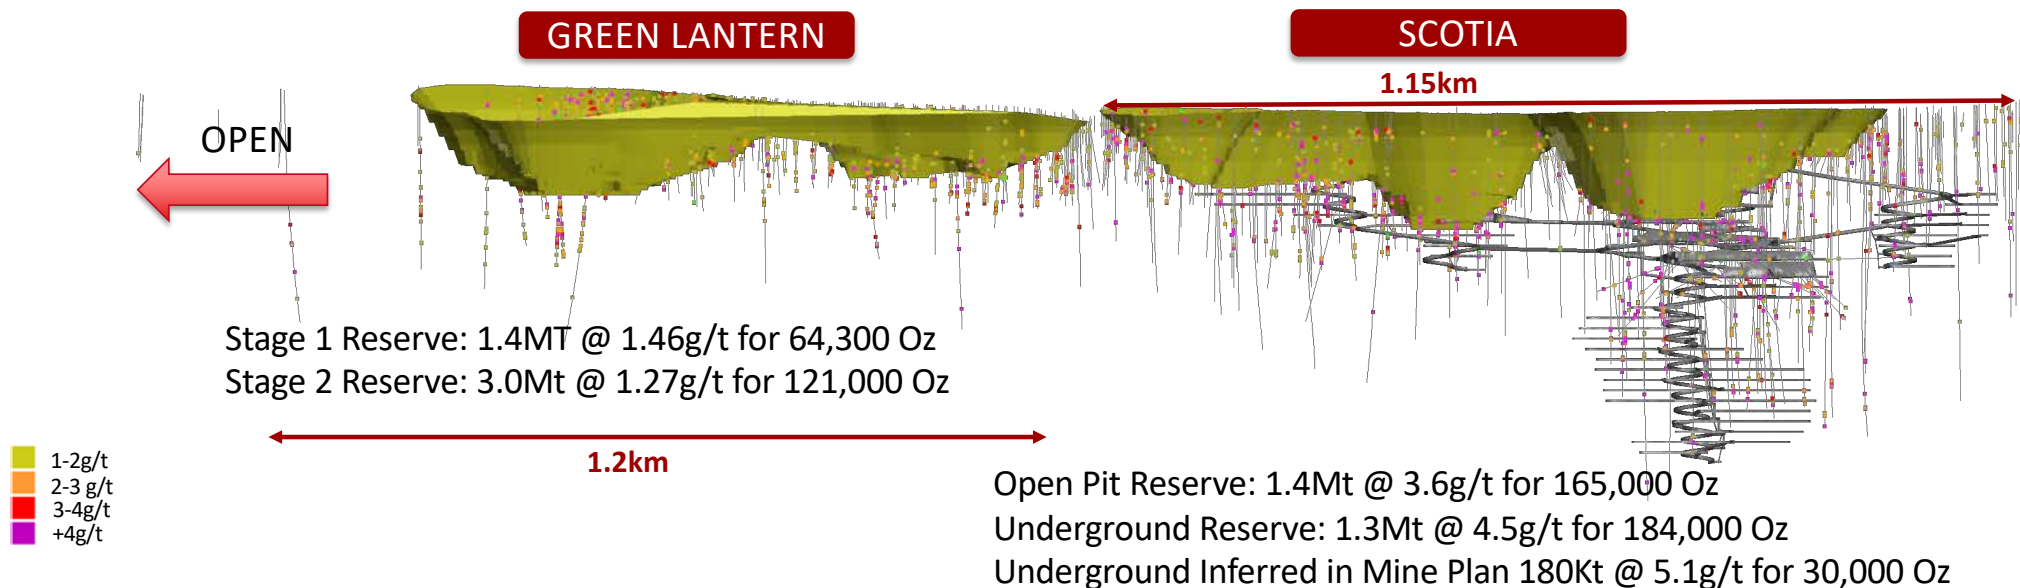 GREEN LANTERN
SCOTIA
1.15km
OPEN
Stage 1 Reserve: 1.4MT @ 1.46g/t for 64,300 Oz
Stage 2 Reserve: 3.0Mt @ 1.27g/t for 121,000 Oz
1.2km
1-2g/t
2-3 g/t
3-4g/t
+4g/t
Open Pit Reserve: 1.4Mt @ 3.6g/t for 165,000 Oz
Underground Reserve: 1.3Mt @ 4.5g/t for 184,000 Oz
Underground Inferred in Mine Plan 180Kt @ 5.1g/t for 30,000 Oz